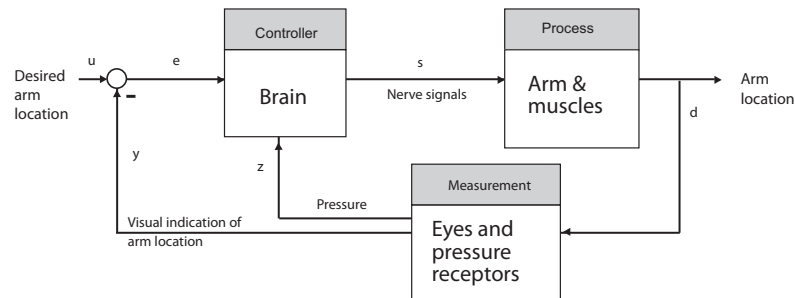 Controller
Process
u
e
s
Desired
arm
location
Brain
Nerve signals
Arm &
muscles
Arm
location
d
y
z
Measurement
Pressure
Visual indication of
arm location
Eyes and
pressure
receptors